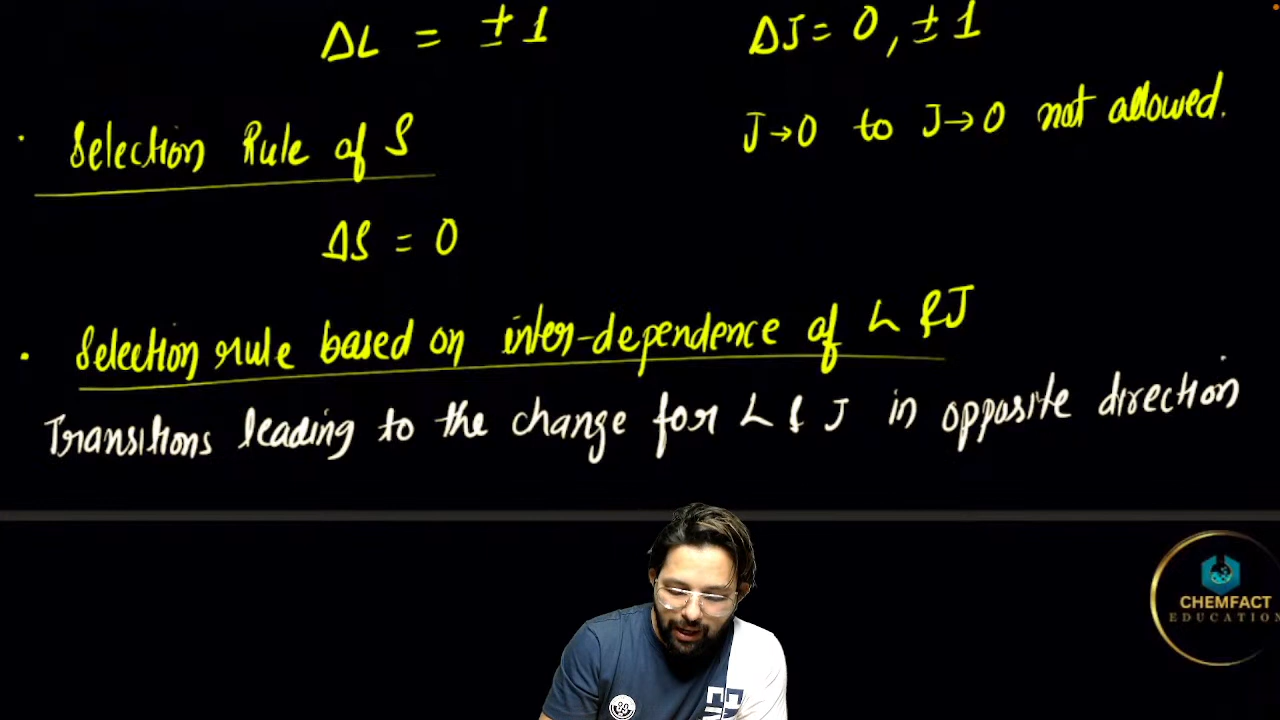 ΔL = ±1
ΔJ = 0, ±1
J→0 to J→0 not allowed.
· Selection Rule of S
ΔS = 0
· Selection rule based on inter-dependence of L & J
Transitions leading to the change for L & J in opposite direction
CHEMFACT
EDUCATION